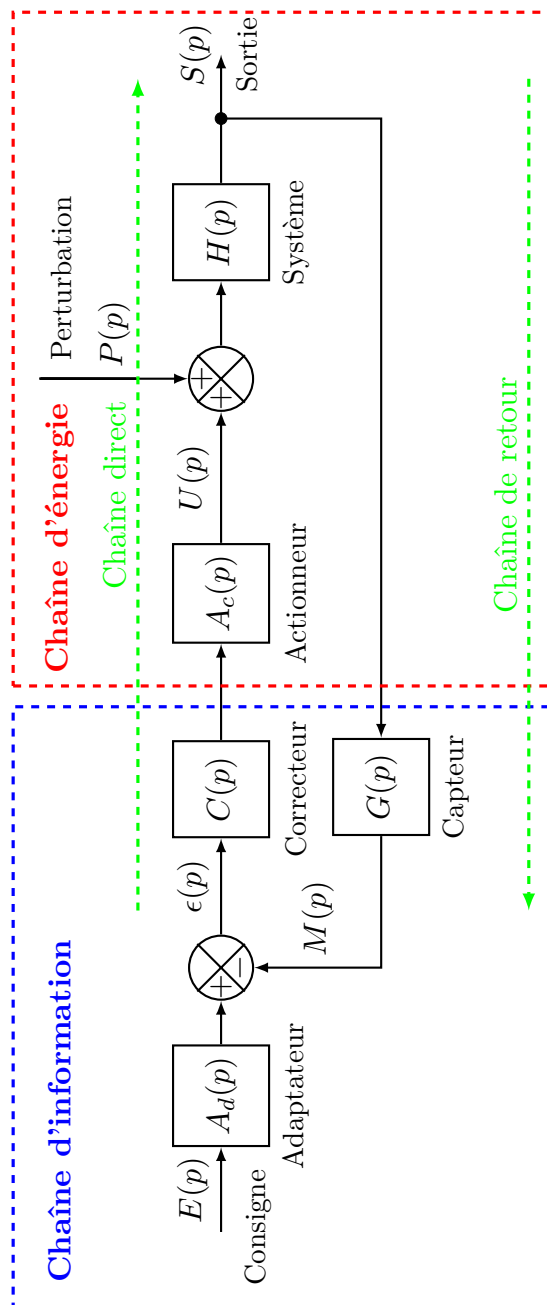 Chaîne d'information
Chaîne d'énergie
Perturbation
P(p)
Chaîne direct
E(p)
Consigne
A_d(p)
Adaptateur
+
−
ϵ(p)
C(p)
Correcteur
A_c(p)
Actionneur
U(p)
+
+
H(p)
Système
S(p)
Sortie
M(p)
G(p)
Capteur
Chaîne de retour